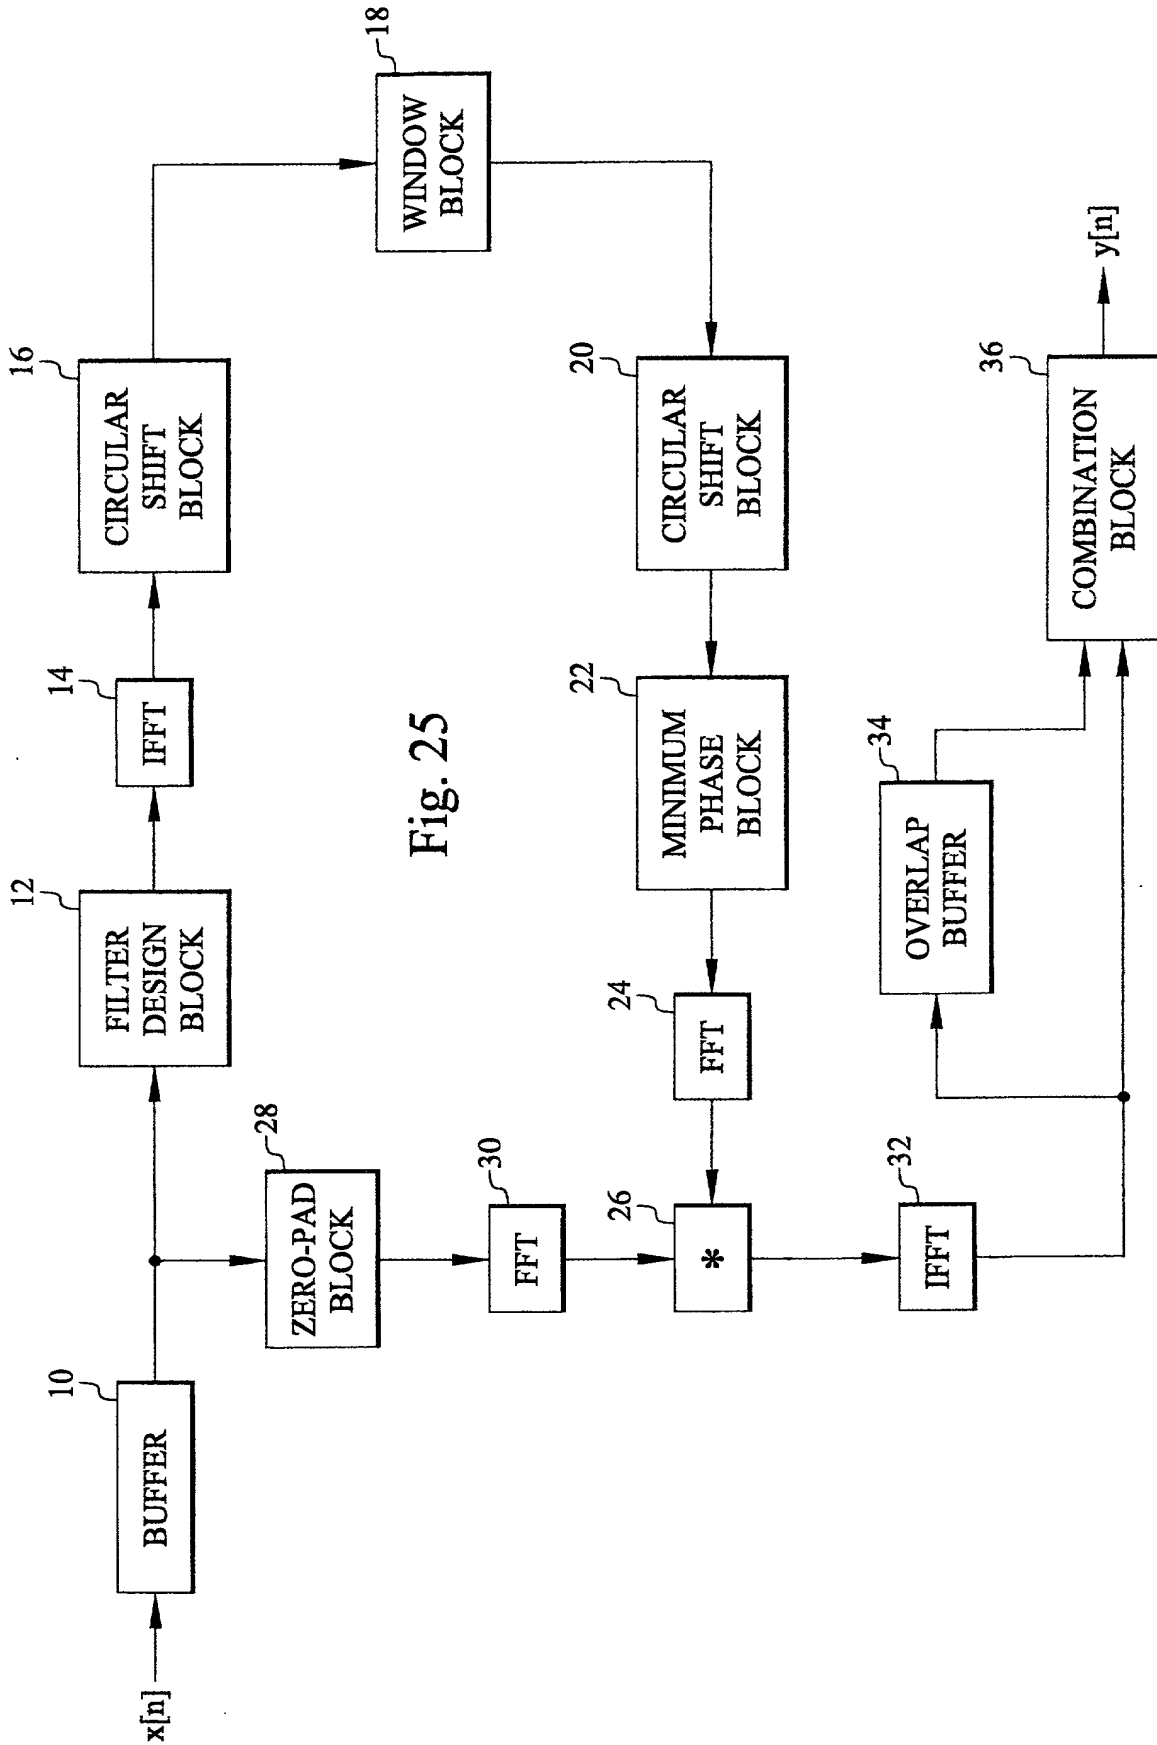 18
WINDOW
BLOCK
16
CIRCULAR
SHIFT
BLOCK
20
CIRCULAR
SHIFT
BLOCK
y[n]
36
COMBINATION
BLOCK
14
IFFT
22
MINIMUM
PHASE
BLOCK
34
OVERLAP
BUFFER
Fig. 25
12
FILTER
DESIGN
BLOCK
24
FFT
28
ZERO-PAD
BLOCK
30
FFT
26
*
32
IFFT
10
BUFFER
x[n]